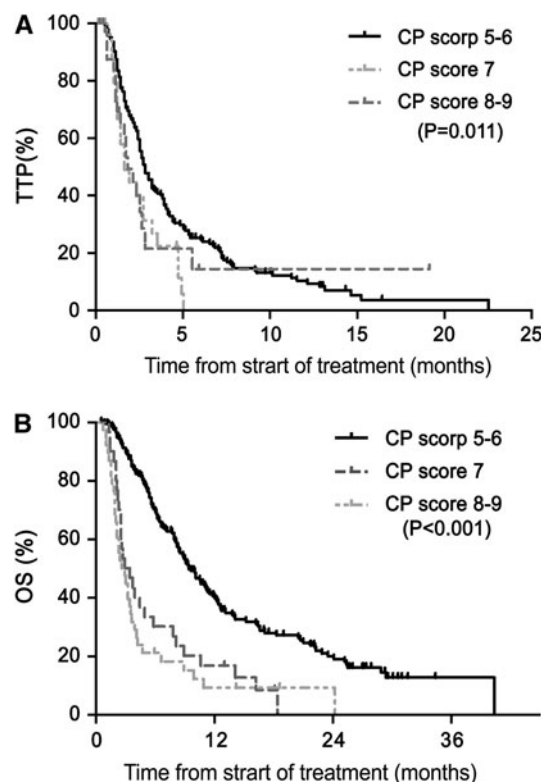 A
TTP(%)
100
80
60
40
20
0
CP scorp 5-6
CP score 7
CP score 8-9
(P=0.011)
0 5 10 15 20 25
Time from strart of treatment (months)
B
OS (%)
100
80
60
40
20
0
CP scorp 5-6
CP score 7
CP score 8-9
(P<0.001)
0 12 24 36
Time from strart of treatment (months)